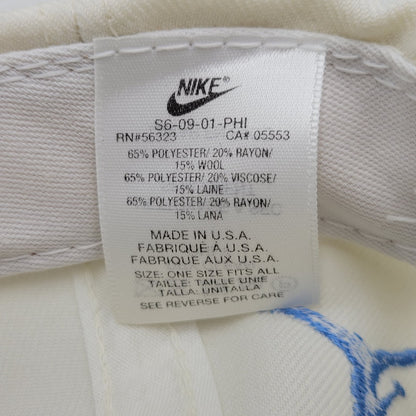 NIKE®
S6-09-01-PHI
RN#56323 CA# 05553
65% POLYESTER/ 20% RAYON/
15% WOOL
65% POLYESTER/ 20% VISCOSE/
15% LAINE
65% POLYESTER/ 20% RAYON/
15% LANA
MADE IN U.S.A.
FABRIQUE À U.S.A.
FABRIQUE AUX U.S.A.
SIZE: ONE SIZE FITS ALL
TAILLE: TAILLE UNIE
TALLA: UNITALLA
SEE REVERSE FOR CARE